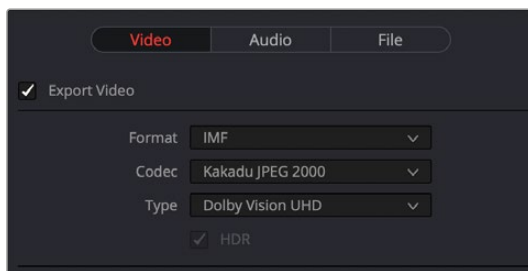 Video Audio File
Export Video
Format IMF
Codec Kakadu JPEG 2000
Type Dolby Vision UHD
HDR